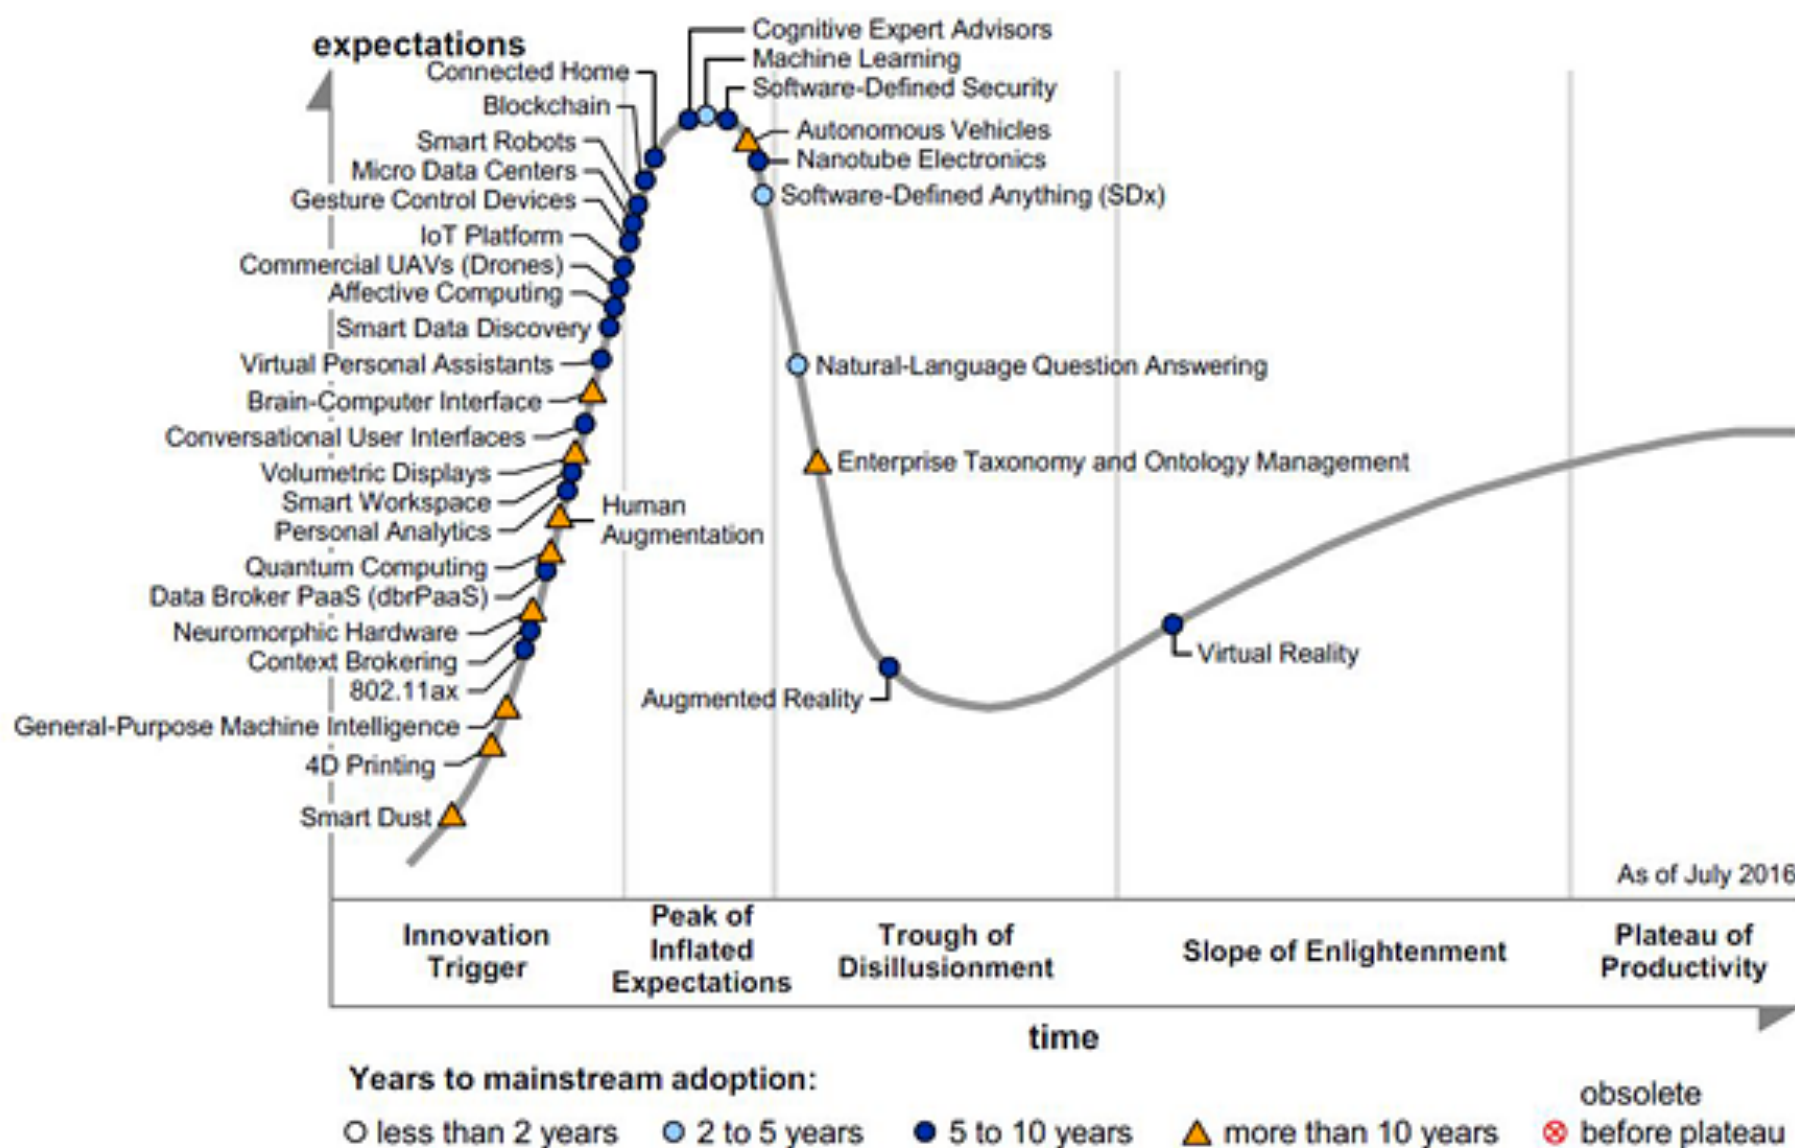 expectations
Cognitive Expert Advisors
Machine Learning
Software-Defined Security
Connected Home
Blockchain
Autonomous Vehicles
Smart Robots
Nanotube Electronics
Micro Data Centers
Software-Defined Anything (SDx)
Gesture Control Devices
IoT Platform
Commercial UAVs (Drones)
Affective Computing
Smart Data Discovery
Virtual Personal Assistants
Natural-Language Question Answering
Brain-Computer Interface
Conversational User Interfaces
Enterprise Taxonomy and Ontology Management
Volumetric Displays
Smart Workspace
Personal Analytics
Human
Augmentation
Quantum Computing
Data Broker PaaS (dbrPaaS)
Neuromorphic Hardware
Context Brokering
802.11ax
General-Purpose Machine Intelligence
4D Printing
Smart Dust
Augmented Reality
Virtual Reality
As of July 2016
Innovation
Trigger
Peak of
Inflated
Expectations
Trough of
Disillusionment
Slope of Enlightenment
Plateau of
Productivity
time
Years to mainstream adoption:
less than 2 years
2 to 5 years
5 to 10 years
more than 10 years
obsolete
before plateau